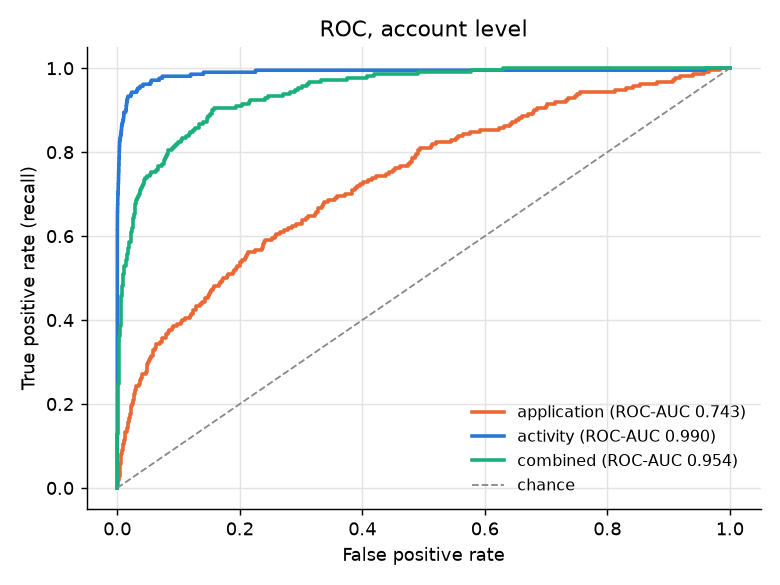 ROC, account level
True positive rate (recall)
1.0
0.8
0.6
0.4
0.2
0.0
application (ROC-AUC 0.743)
activity (ROC-AUC 0.990)
combined (ROC-AUC 0.954)
chance
0.0 0.2 0.4 0.6 0.8 1.0
False positive rate